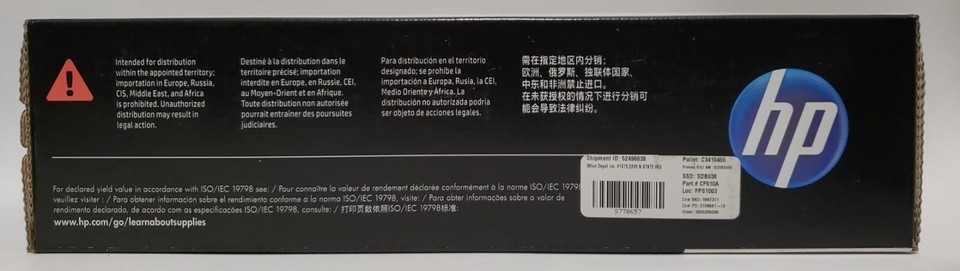 Intended for distribution
within the appointed territory;
importation in Europe, Russia,
CIS, Middle East, and Africa
is prohibited. Unauthorized
distribution may result in
legal action.
Destiné à la distribution dans le
territoire précisé; importation
interdite en Europe, en Russie, CEI,
au Moyen-Orient et en Afrique.
Toute distribution non autorisée
pourrait entraîner des poursuites
judiciaires.
Para distribución en el territorio
designado; se prohíbe la
importación a Europa, Rusia, la CEI,
Medio Oriente y África. La
distribución no autorizada podría
ser objeto de acciones legales.
需在指定地区内分销；
欧洲、俄罗斯、独联体国家、
中东和非洲禁止进口。
在未获授权的情况下进行分销可
能会导致法律纠纷。
hp
For declared yield value in accordance with ISO/IEC 19798 see: / Pour connaître la valeur de rendement déclarée conformément à la norme ISO/IEC 1979
veuillez visiter : / Para obtener información sobre el rendimiento conforme a la norma ISO/IEC 19798, visite: / Para obter informações sobre o valor de
rendimento declarado, de acordo com as especificações ISO/IEC 19798, consulte: / 打印页数依照ISO/IEC 19798标准:
www.hp.com/go/learnaboutsupplies
Shipment ID: 52496638
Office Depot Inc.
5770657
Pallet: C3410455
SSD: SDB036
Part # CF510A
Loc: FPS1003